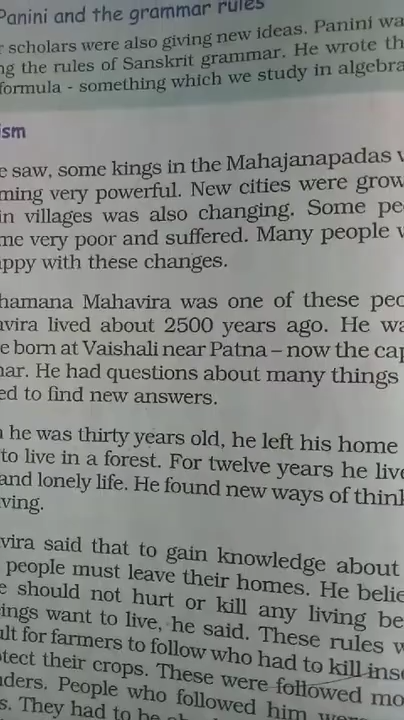 Panini and the grammar rules
scholars were also giving new ideas. Panini wa
ng the rules of Sanskrit grammar. He wrote th
formula - something which we study in algebra
ism
e saw, some kings in the Mahajanapadas
ming very powerful. New cities were grow
in villages was also changing. Some pe
me very poor and suffered. Many people
appy with these changes.
hamana Mahavira was one of these peo
avira lived about 2500 years ago. He wa
e born at Vaishali near Patna – now the cap
har. He had questions about many things
ed to find new answers.
he was thirty years old, he left his home
to live in a forest. For twelve years he live
and lonely life. He found new ways of think
ving.
avira said that to gain knowledge about
people must leave their homes. He belie
e should not hurt or kill any living be
ings want to live, he said. These rules w
ult for farmers to follow who had to kill inse
otect their crops. These were followed mo
ders. People who followed him were
s. They had to be